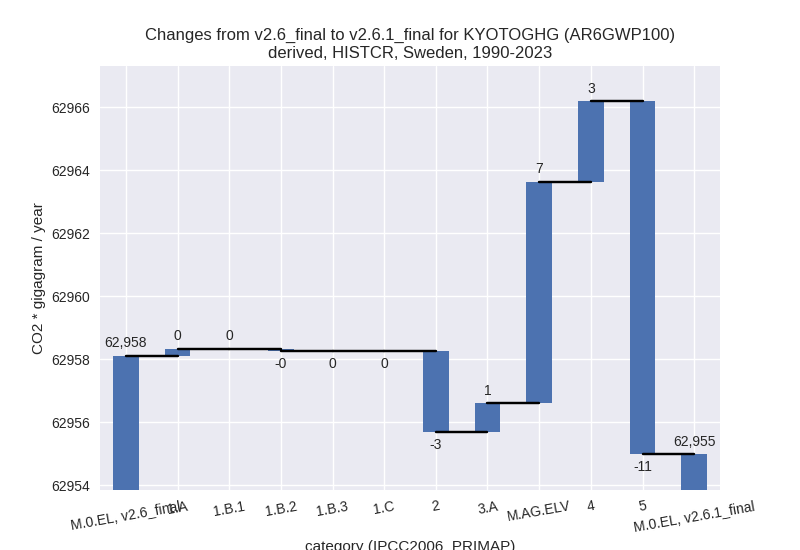 Changes from v2.6_final to v2.6.1_final for KYOTOGHG (AR6GWP100)
derived, HISTCR, Sweden, 1990-2023
CO2 * gigagram / year
62966
62964
62962
62960
62958
62956
62954
62,958
0
0
-0
0
0
-3
1
7
3
-11
62,955
M.0.EL, v2.6_final
1.A
1.B.1
1.B.2
1.B.3
1.C
2
3.A
M.AG.ELV
4
5
M.0.EL, v2.6.1_final
category (IPCC2006_PRIMAP)